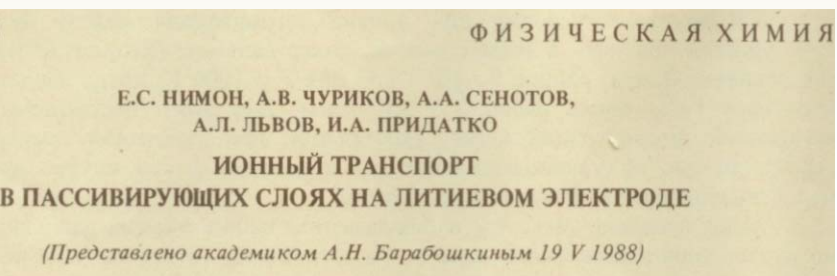 ФИЗИЧЕСКАЯ ХИМИЯ
Е.С. НИМОН, А.В. ЧУРИКОВ, А.А. СЕНОТОВ,
А.Л. ЛЬВОВ, И.А. ПРИДАТКО
ИОННЫЙ ТРАНСПОРТ
В ПАССИВИРУЮЩИХ СЛОЯХ НА ЛИТИЕВОМ ЭЛЕКТРОДЕ
(Представлено академиком А.Н. Барабошкиным 19 V 1988)